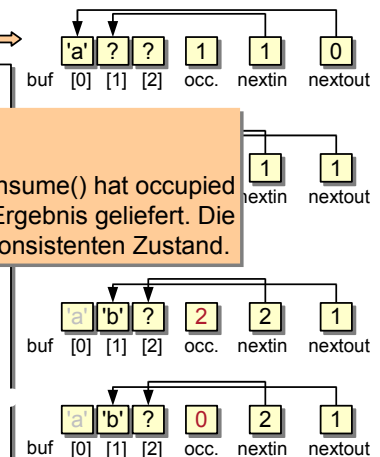 'a' ? ? 1 1 0
buf [0] [1] [2] occ. nextin nextout
nsume() hat occupied 1 1
Ergebnis geliefert. Die nextin nextout
onsistenten Zustand.
'a' 'b' ? 2 2 1
buf [0] [1] [2] occ. nextin nextout
'a' 'b' ? 0 2 1
buf [0] [1] [2] occ. nextin nextout